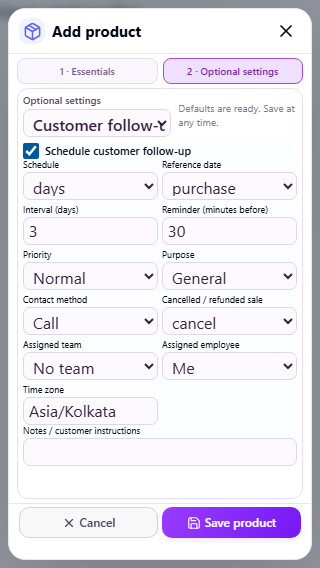 Add product
1 · Essentials
2 · Optional settings
Optional settings
Customer follow-t
Defaults are ready. Save at
any time.
Schedule customer follow-up
Schedule
Reference date
days
purchase
Interval (days)
Reminder (minutes before)
3
30
Priority
Purpose
Normal
General
Contact method
Cancelled / refunded sale
Call
cancel
Assigned team
Assigned employee
No team
Me
Time zone
Asia/Kolkata
Notes / customer instructions
Cancel
Save product